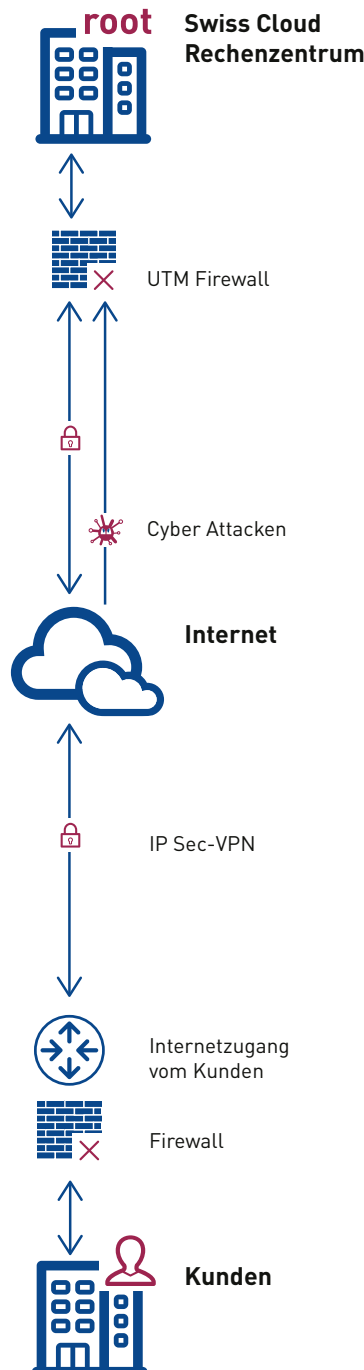 root
Swiss Cloud
Rechenzentrum
UTM Firewall
Cyber Attacken
Internet
IP Sec-VPN
Internetzugang
vom Kunden
Firewall
Kunden